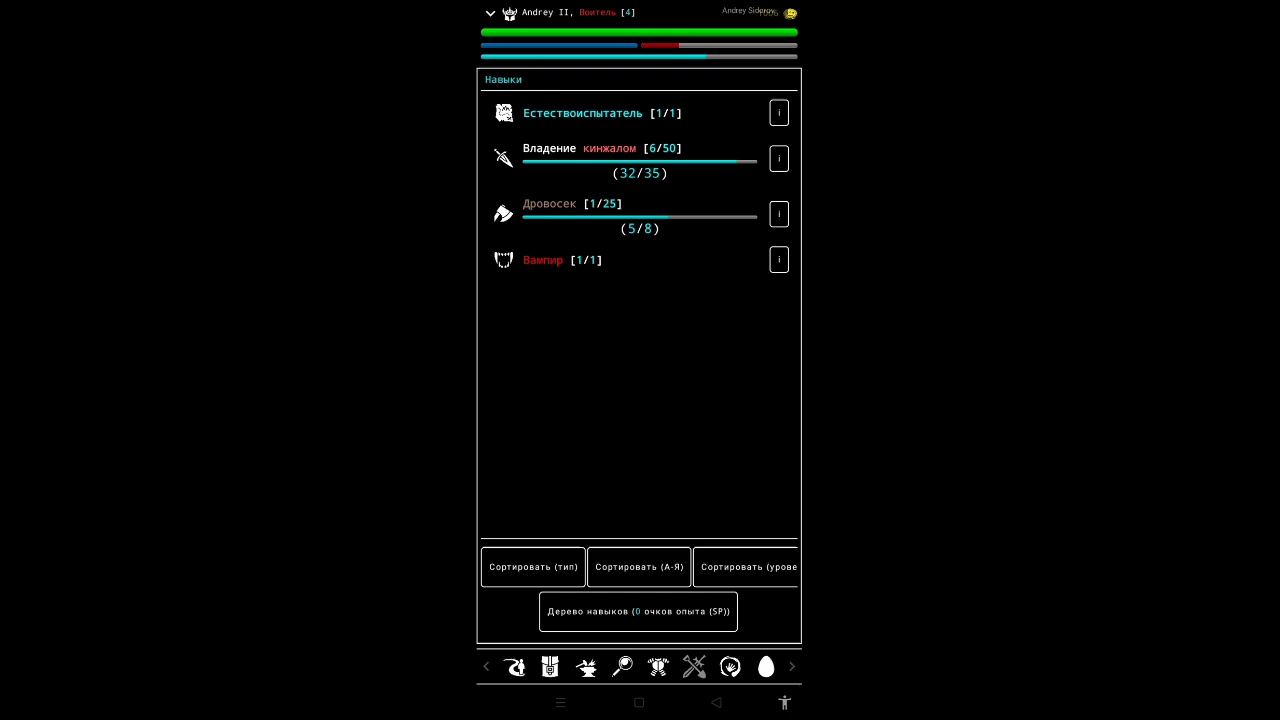 Andrey II, Воитель [4]
Andrey Sidorov
Навыки
Естествоиспытатель [1/1]
i
Владение кинжалом [6/50]
i
(32/35)
Дровосек [1/25]
i
(5/8)
Вампир [1/1]
i
Сортировать (тип) Сортировать (А-Я) Сортировать (урове
Дерево навыков (0 очков опыта (SP))